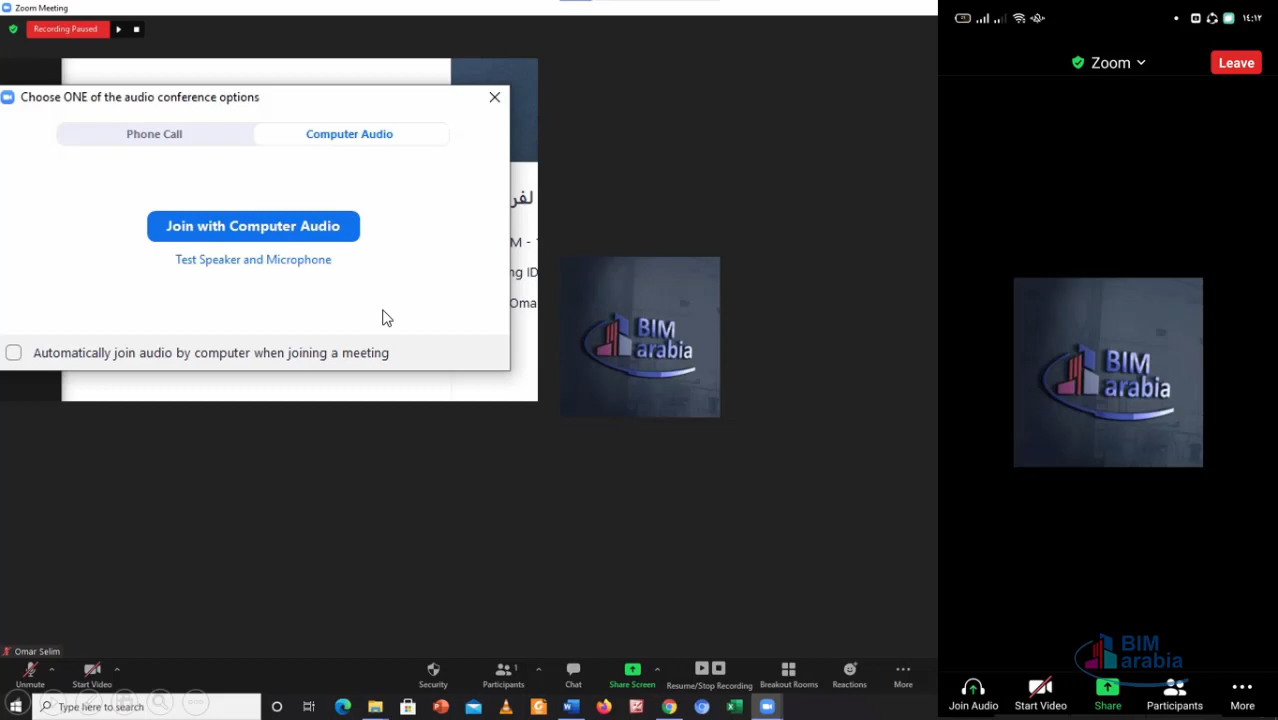 Zoom Meeting
Recording Paused
Choose ONE of the audio conference options
Phone Call
Computer Audio
Join with Computer Audio
Test Speaker and Microphone
Automatically join audio by computer when joining a meeting
BIM
arabia
Omar Selim
Unmute
Start Video
Security
Participants
1
Chat
Share Screen
Resume/Stop Recording
Breakout Rooms
Reactions
More
Type here to search
١٤:١٢
Zoom
Leave
BIM
arabia
BIM
arabia
Join Audio
Start Video
Share
Participants
More